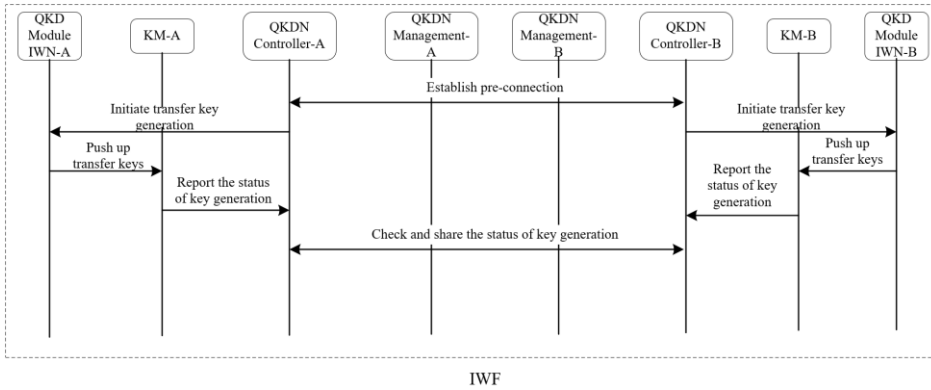 QKD
Module
IWN-A
KM-A
QKDN
Controller-A
QKDN
Management-
A
QKDN
Management-
B
QKDN
Controller-B
KM-B
QKD
Module
IWN-B
Establish pre-connection
Initiate transfer key
generation
Initiate transfer key
generation
Push up
transfer keys
Push up
transfer keys
Report the status
of key generation
Report the
status of key
generation
Check and share the status of key generation
IWF